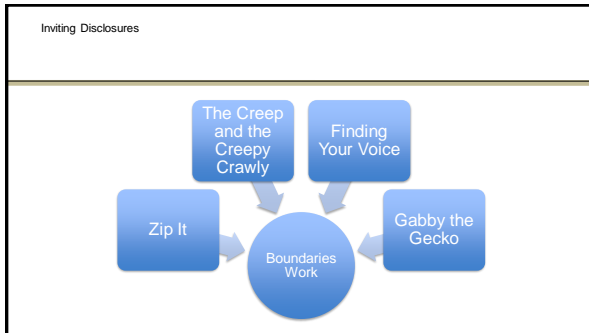 Inviting Disclosures
The Creep
and the
Creepy
Crawly
Finding
Your Voice
Zip It
Gabby the
Gecko
Boundaries
Work